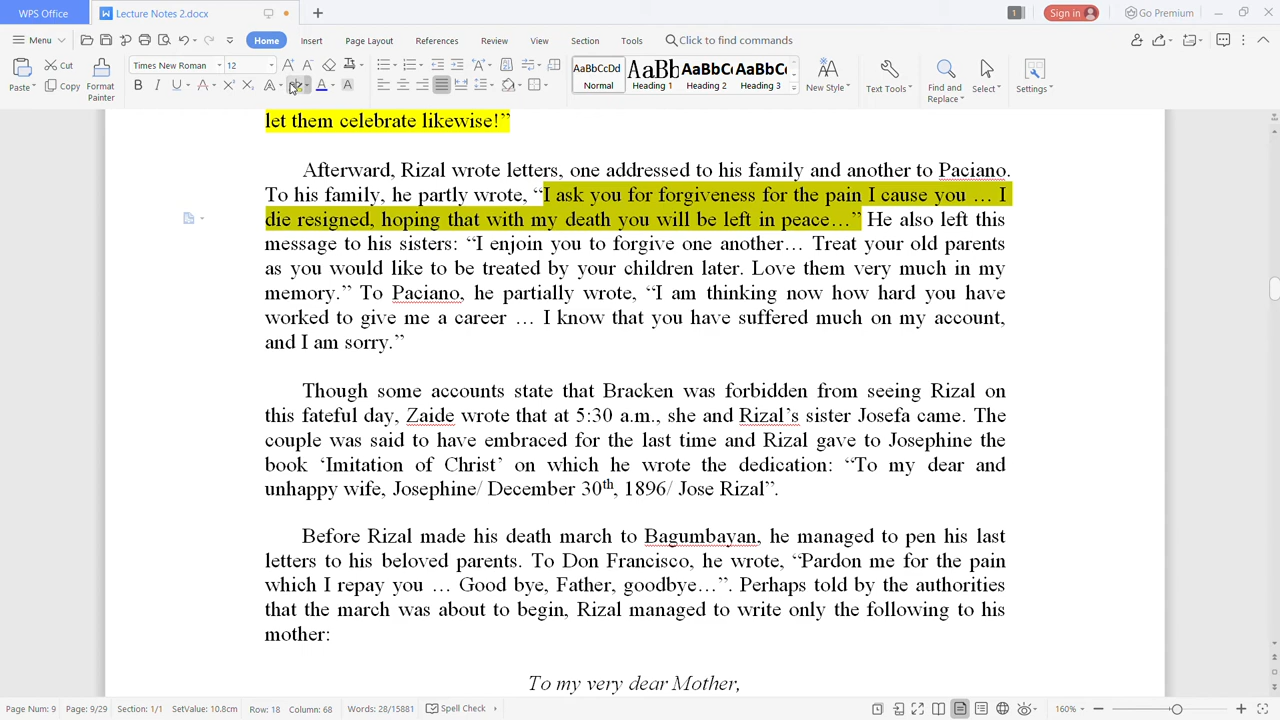 WPS Office
Lecture Notes 2.docx
1
Sign in
Go Premium
Menu
Home
Insert
Page Layout
References
Review
View
Section
Tools
Click to find commands
Paste
Cut
Copy
Format Painter
Times New Roman
12
AaBbCcDd
Normal
AaBb
Heading 1
AaBbC
Heading 2
AaBbC
Heading 3
New Style
Text Tools
Find and Replace
Select
Settings
let them celebrate likewise!”
Afterward, Rizal wrote letters, one addressed to his family and another to Paciano.
To his family, he partly wrote, “I ask you for forgiveness for the pain I cause you … I
die resigned, hoping that with my death you will be left in peace…” He also left this
message to his sisters: “I enjoin you to forgive one another… Treat your old parents
as you would like to be treated by your children later. Love them very much in my
memory.” To Paciano, he partially wrote, “I am thinking now how hard you have
worked to give me a career … I know that you have suffered much on my account,
and I am sorry.”
Though some accounts state that Bracken was forbidden from seeing Rizal on
this fateful day, Zaide wrote that at 5:30 a.m., she and Rizal’s sister Josefa came. The
couple was said to have embraced for the last time and Rizal gave to Josephine the
book ‘Imitation of Christ’ on which he wrote the dedication: “To my dear and
unhappy wife, Josephine/ December 30th, 1896/ Jose Rizal”.
Before Rizal made his death march to Bagumbayan, he managed to pen his last
letters to his beloved parents. To Don Francisco, he wrote, “Pardon me for the pain
which I repay you … Good bye, Father, goodbye…”. Perhaps told by the authorities
that the march was about to begin, Rizal managed to write only the following to his
mother:
To my very dear Mother,
Page Num: 9
Page: 9/29
Section: 1/1
SetValue: 10.8cm
Row: 18
Column: 68
Words: 28/15881
Spell Check
160%